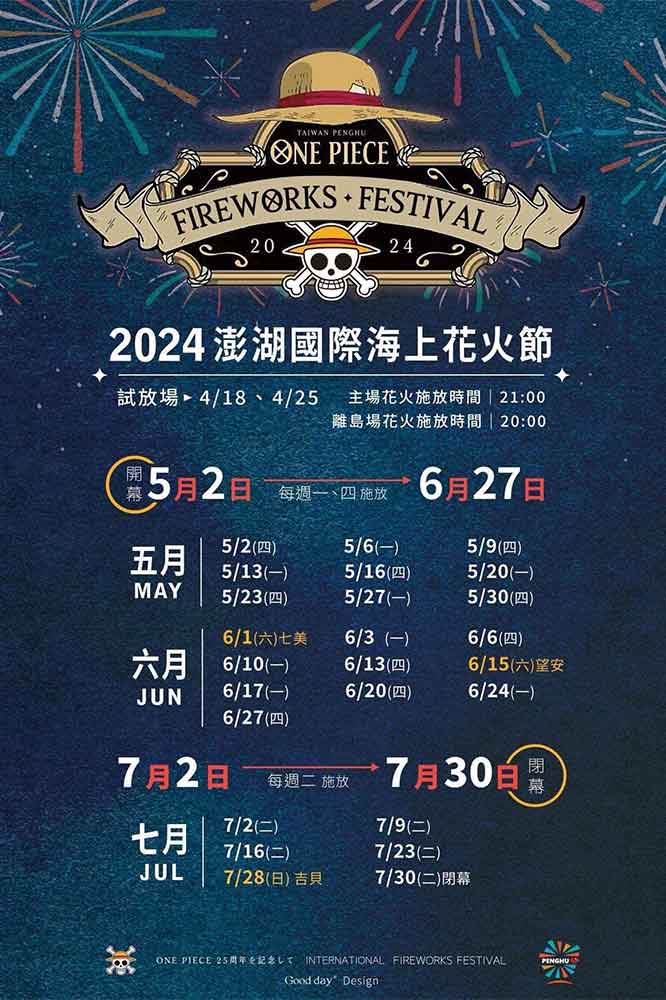 TAIWAN PENGHU
ONE PIECE
FIREWORKS・FESTIVAL
2024
2024 澎湖國際海上花火節
試放場▸4/18、4/25 主場花火施放時間｜21:00
離島場花火施放時間｜20:00
開幕 5月2日 每週一、四 施放 6月27日
五月 MAY
5/2(四) 5/6(一) 5/9(四)
5/13(一) 5/16(四) 5/20(一)
5/23(四) 5/27(一) 5/30(四)
六月 JUN
6/1(六)七美 6/3 (一) 6/6(四)
6/10(一) 6/13(四) 6/15(六)望安
6/17(一) 6/20(四) 6/24(一)
6/27(四)
7月2日 每週二 施放 7月30日 閉幕
七月 JUL
7/2(二) 7/9(二)
7/16(二) 7/23(二)
7/28(日) 吉貝 7/30(二)閉幕
ONE PIECE 25周年を記念して INTERNATIONAL FIREWORKS FESTIVAL
PENGHU
Good day® Design